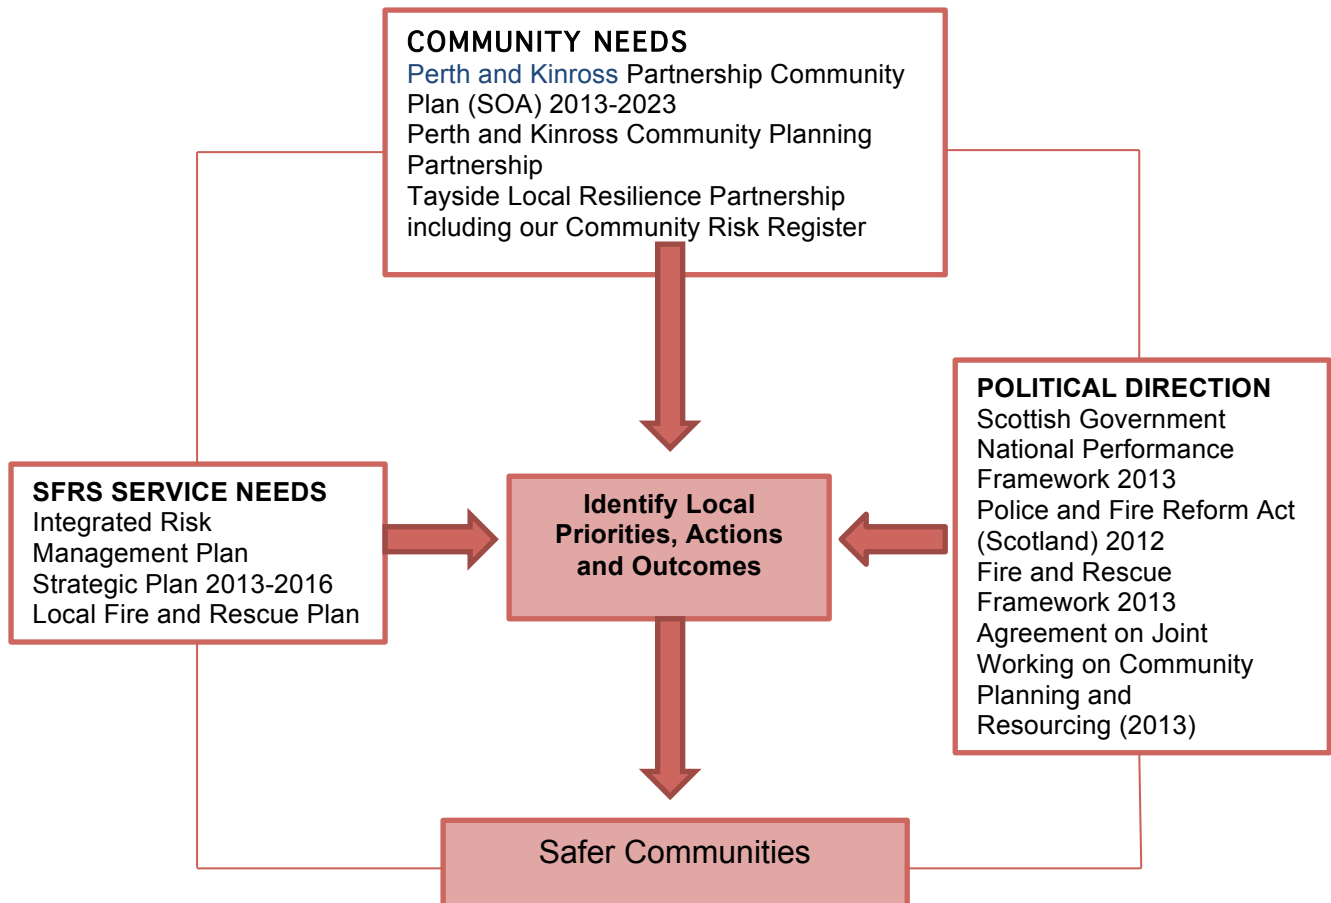 COMMUNITY NEEDS
Perth and Kinross Partnership Community
Plan (SOA) 2013-2023
Perth and Kinross Community Planning
Partnership
Tayside Local Resilience Partnership
including our Community Risk Register
SFRS SERVICE NEEDS
Integrated Risk
Management Plan
Strategic Plan 2013-2016
Local Fire and Rescue Plan
Identify Local
Priorities, Actions
and Outcomes
POLITICAL DIRECTION
Scottish Government
National Performance
Framework 2013
Police and Fire Reform Act
(Scotland) 2012
Fire and Rescue
Framework 2013
Agreement on Joint
Working on Community
Planning and
Resourcing (2013)
Safer Communities